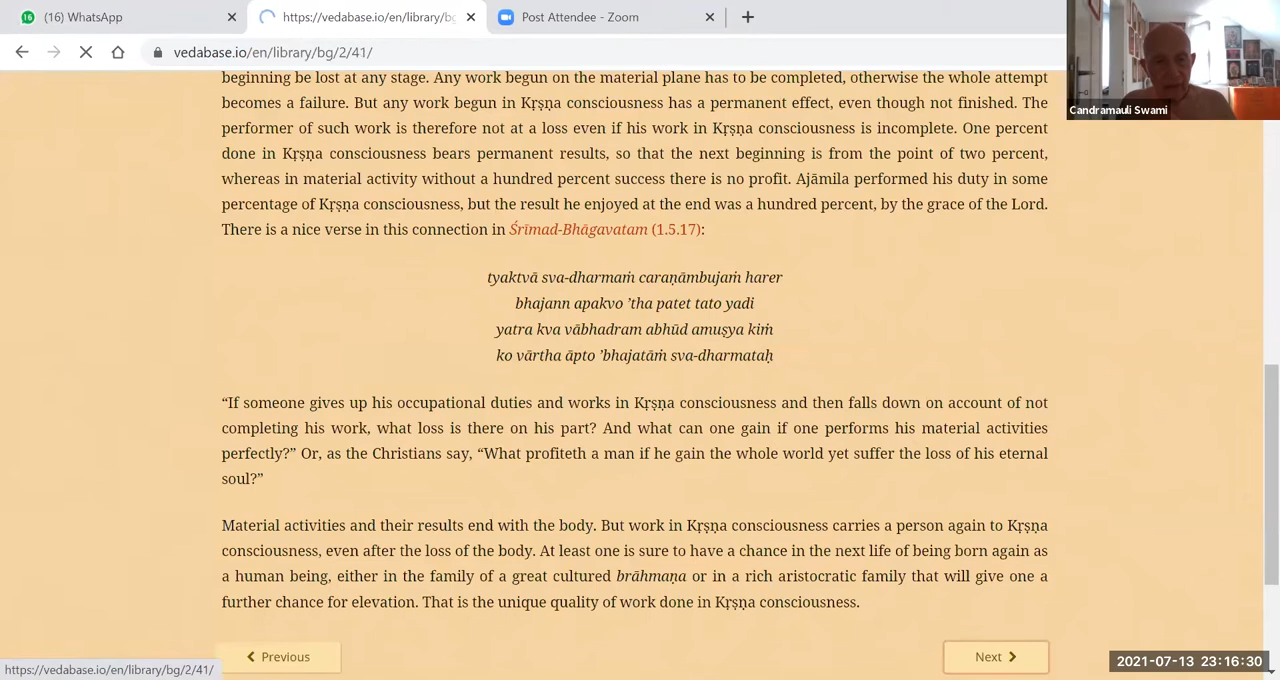 (16) WhatsApp
https://vedabase.io/en/library/bg
Post Attendee - Zoom
vedabase.io/en/library/bg/2/41/
Candramauli Swami
beginning be lost at any stage. Any work begun on the material plane has to be completed, otherwise the whole attempt
becomes a failure. But any work begun in Kṛṣṇa consciousness has a permanent effect, even though not finished. The
performer of such work is therefore not at a loss even if his work in Kṛṣṇa consciousness is incomplete. One percent
done in Kṛṣṇa consciousness bears permanent results, so that the next beginning is from the point of two percent,
whereas in material activity without a hundred percent success there is no profit. Ajāmila performed his duty in some
percentage of Kṛṣṇa consciousness, but the result he enjoyed at the end was a hundred percent, by the grace of the Lord.
There is a nice verse in this connection in Śrīmad-Bhāgavatam (1.5.17):
tyaktvā sva-dharmaṁ caraṇāmbujaṁ harer
bhajann apakvo ’tha patet tato yadi
yatra kva vābhadram abhūd amuṣya kiṁ
ko vārtha āpto ’bhajatāṁ sva-dharmataḥ
“If someone gives up his occupational duties and works in Kṛṣṇa consciousness and then falls down on account of not
completing his work, what loss is there on his part? And what can one gain if one performs his material activities
perfectly?” Or, as the Christians say, “What profiteth a man if he gain the whole world yet suffer the loss of his eternal
soul?”
Material activities and their results end with the body. But work in Kṛṣṇa consciousness carries a person again to Kṛṣṇa
consciousness, even after the loss of the body. At least one is sure to have a chance in the next life of being born again as
a human being, either in the family of a great cultured brāhmaṇa or in a rich aristocratic family that will give one a
further chance for elevation. That is the unique quality of work done in Kṛṣṇa consciousness.
Previous
Next
https://vedabase.io/en/library/bg/2/41/
2021-07-13 23:16:30